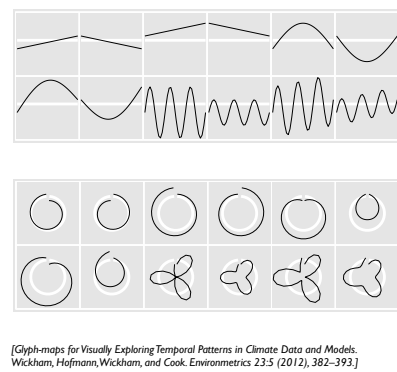 [Glyph-maps for Visually Exploring Temporal Patterns in Climate Data and Models.
Wickham, Hofmann, Wickham, and Cook. Environmetrics 23:5 (2012), 382–393.]